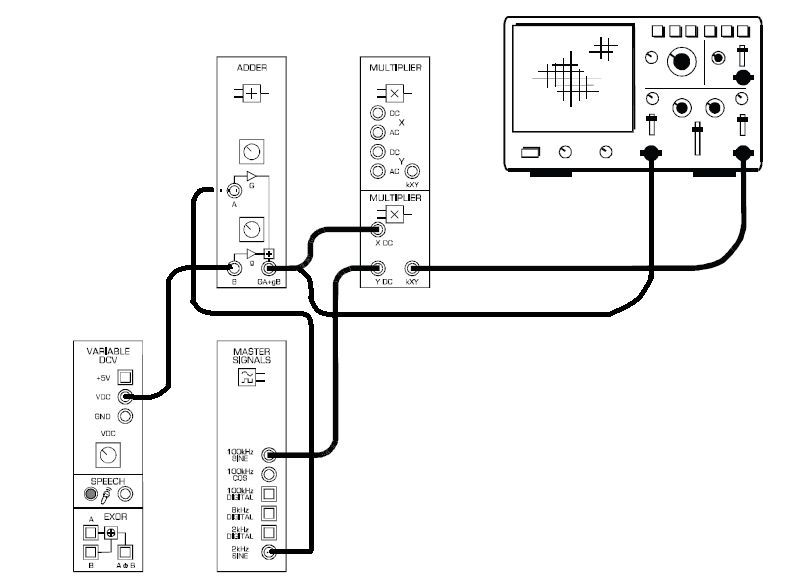 ADDER
G
A
g
B GA+gB
MULTIPLIER
X
DC
X
AC
DC
Y
AC
kXY
MULTIPLIER
X
X DC
Y DC kXY
VARIABLE
DCV
+5V
VDC
GND
VDC
SPEECH
A EXOR
B A⊕B
MASTER
SIGNALS
100kHz
SINE
100kHz
COS
100kHz
DIGITAL
8kHz
DIGITAL
2kHz
DIGITAL
2kHz
SINE